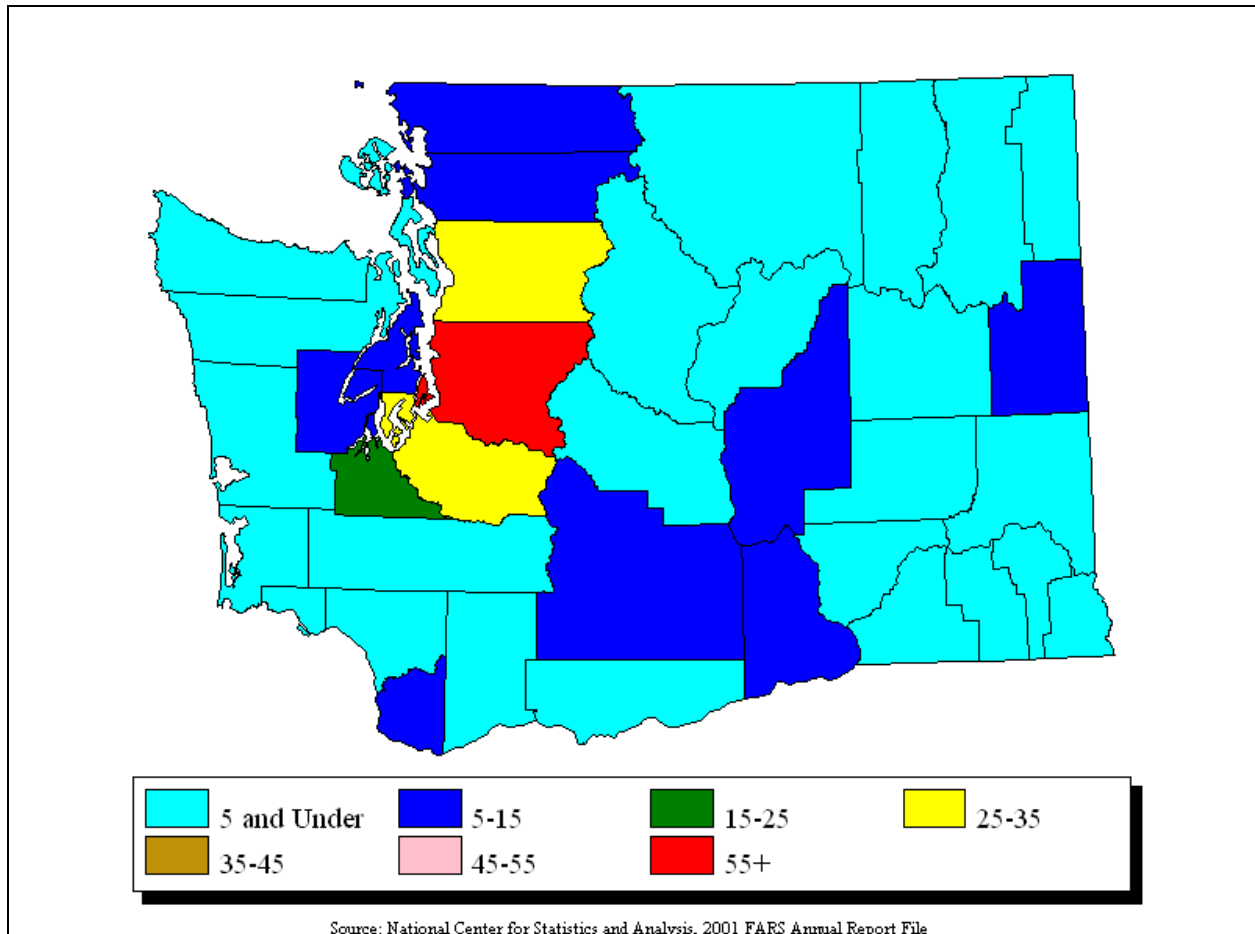 5 and Under 5-15 15-25 25-35
35-45 45-55 55+
Source: National Center for Statistics and Analysis, 2001 FARS Annual Report File